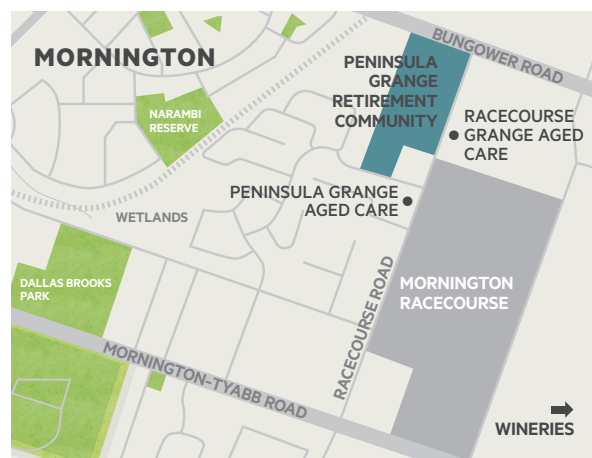 MORNINGTON
BUNGOWER ROAD
PENINSULA
GRANGE
RETIREMENT
COMMUNITY
NARAMBI
RESERVE
RACECOURSE
GRANGE AGED
CARE
PENINSULA GRANGE
AGED CARE
WETLANDS
DALLAS BROOKS
PARK
MORNINGTON
RACECOURSE
RACECOURSE ROAD
MORNINGTON-TYABB ROAD
WINERIES